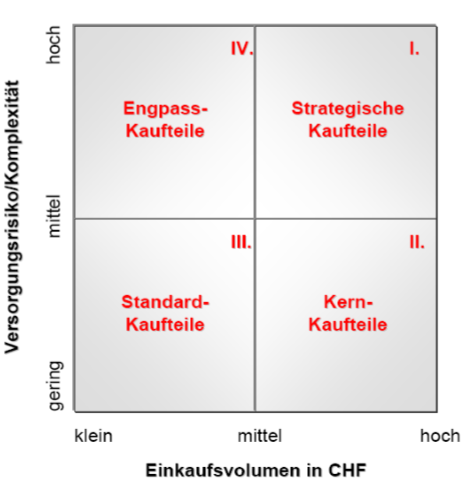 hoch
IV.
I.
Engpass-
Kaufteile
Strategische
Kaufteile
Versorgungsrisiko/Komplexität
mittel
III.
II.
Standard-
Kaufteile
Kern-
Kaufteile
gering
klein
mittel
hoch
Einkaufsvolumen in CHF